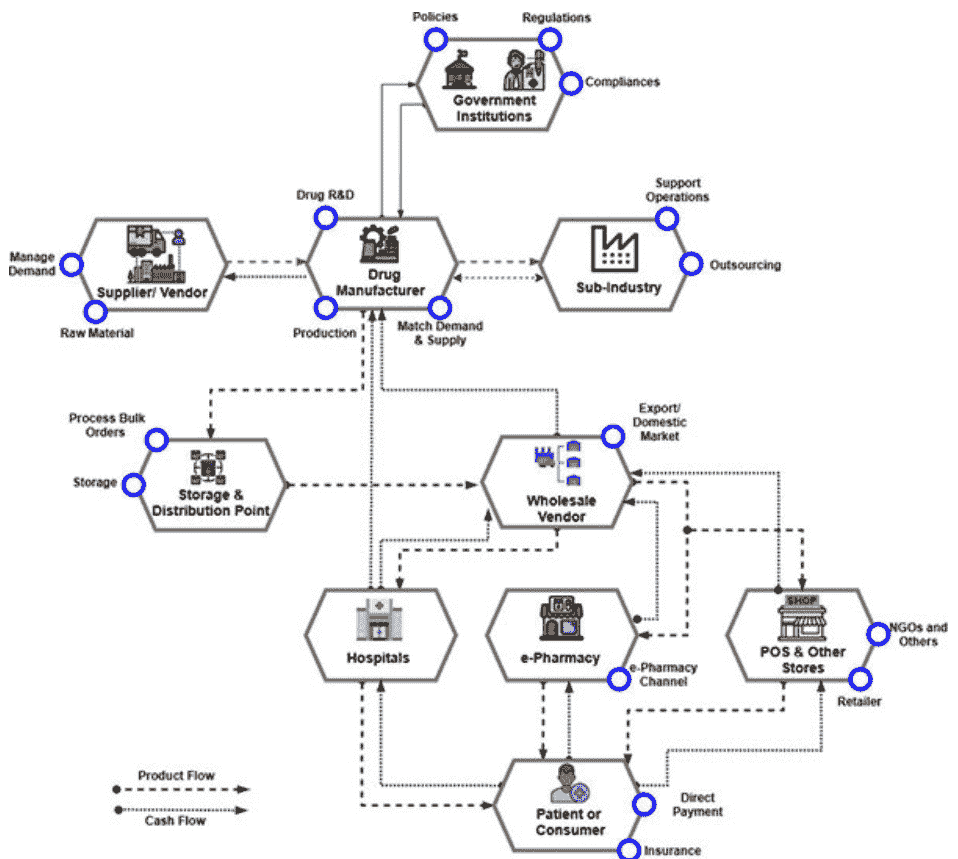 Policies
Regulations
Compliances
Government
Institutions
Drug R&D
Support
Operations
Manage
Demand
Supplier/ Vendor
Raw Material
Drug
Manufacturer
Production
Match Demand
& Supply
Sub-Industry
Outsourcing
Process Bulk
Orders
Storage
Storage &
Distribution Point
Export/
Domestic
Market
Wholesale
Vendor
Hospitals
e-Pharmacy
e-Pharmacy
Channel
SHOP
POS & Other
Stores
NGOs and
Others
Retailer
Product Flow
Cash Flow
Patient or
Consumer
Direct
Payment
Insurance